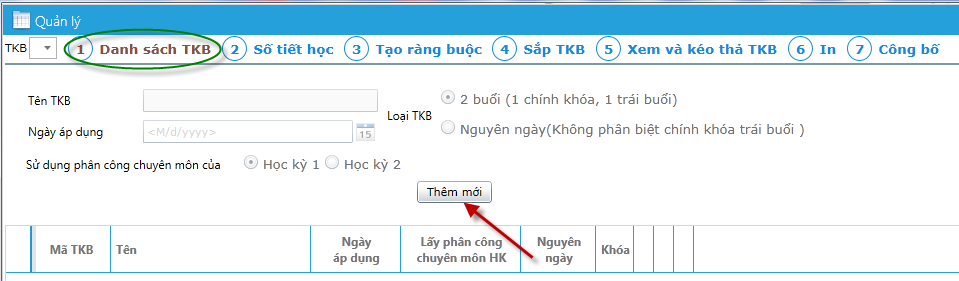 Quản lý
TKB 1 Danh sách TKB 2 Số tiết học 3 Tạo ràng buộc 4 Sắp TKB 5 Xem và kéo thả TKB 6 In 7 Công bố
Tên TKB
Loại TKB
2 buổi (1 chính khóa, 1 trái buổi)
Ngày áp dụng <M/d/yyyy> 15
Nguyên ngày(Không phân biệt chính khóa trái buổi )
Sử dụng phân công chuyên môn của Học kỳ 1 Học kỳ 2
Thêm mới
Mã TKB
Tên
Ngày
áp dụng
Lấy phân công
chuyên môn HK
Nguyên
ngày
Khóa